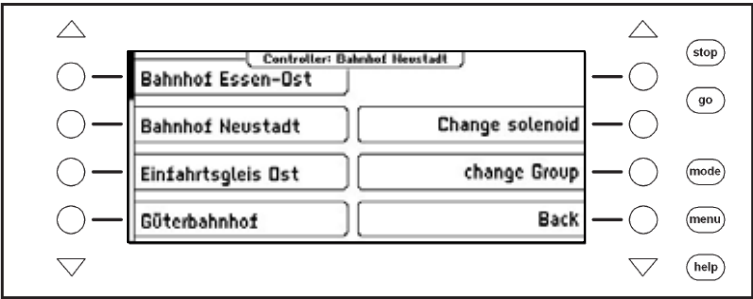 Controller: Bahnhof Neustadt
Bahnhof Essen-Ost
Bahnhof Neustadt
Change solenoid
Einfahrtsgleis Ost
change Group
Güterbahnhof
Back
stop
go
mode
menu
help